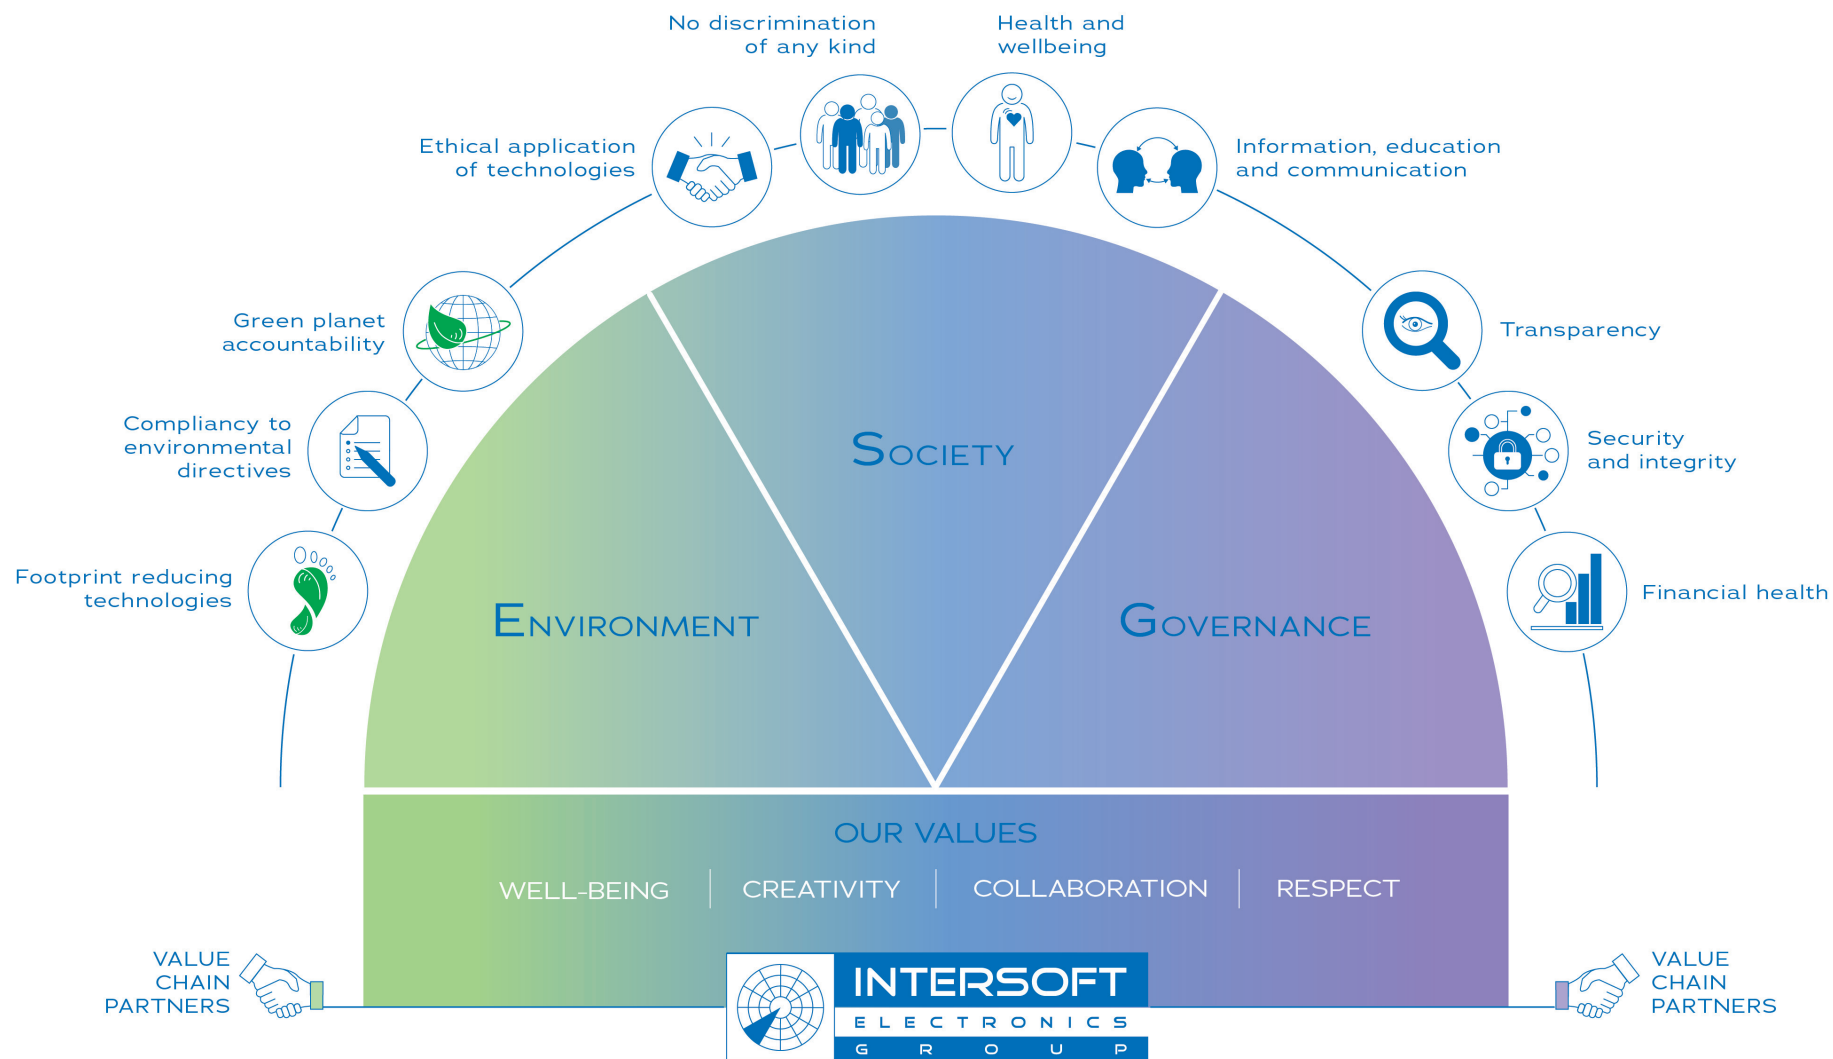 No discrimination
of any kind
Health and
wellbeing
Ethical application
of technologies
Information, education
and communication
Green planet
accountability
Transparency
Compliancy to
environmental
directives
Security
and integrity
Footprint reducing
technologies
Financial health
SOCIETY
ENVIRONMENT
GOVERNANCE
OUR VALUES
WELL-BEING
CREATIVITY
COLLABORATION
RESPECT
VALUE
CHAIN
PARTNERS
INTERSOFT
ELECTRONICS
GROUP
VALUE
CHAIN
PARTNERS